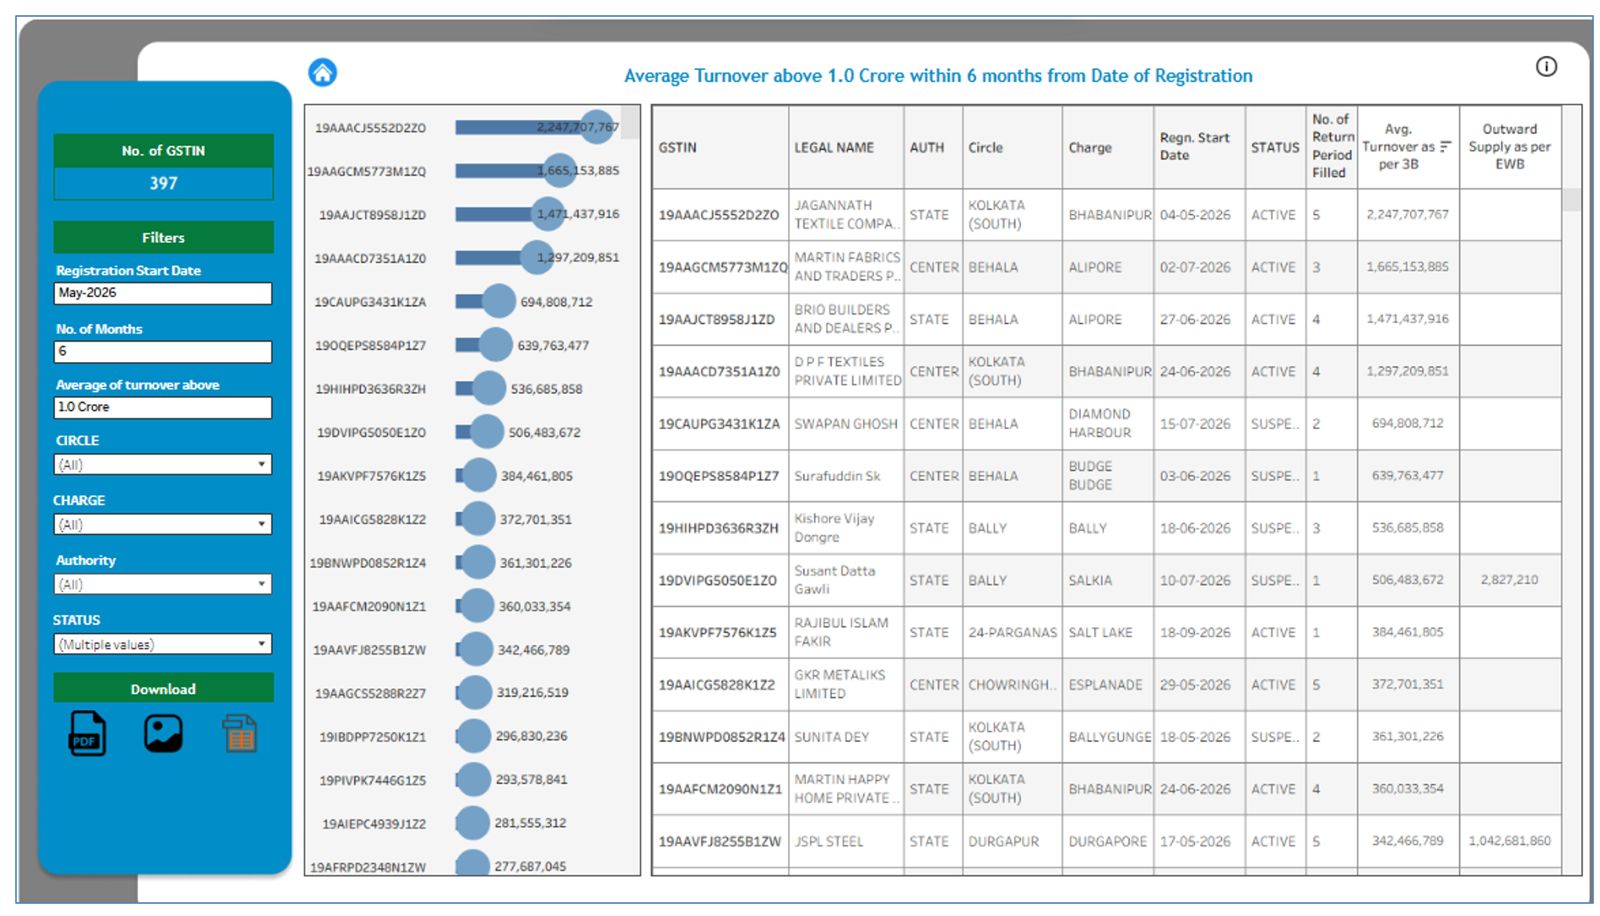 Average Turnover above 1.0 Crore within 6 months from Date of Registration
No. of GSTIN
397
Filters
Registration Start Date
May-2026
No. of Months
6
Average of turnover above
1.0 Crore
CIRCLE
(All)
CHARGE
(All)
Authority
(All)
STATUS
(Multiple values)
Download
PDF
19AAACJ5552D2ZO 2,247,707,767
19AAGCM5773M1ZQ 1,665,153,885
19AAJCT8958J1ZD 1,471,437,916
19AAACD7351A1Z0 1,297,209,851
19CAUPG3431K1ZA 694,808,712
19OQEPS8584P1Z7 639,763,477
19HIHPD3636R3ZH 536,685,858
19DVIPG5050E1ZO 506,483,672
19AKVPF7576K1Z5 384,461,805
19AAICG5828K1Z2 372,701,351
19BNWPD0852R1Z4 361,301,226
19AAFCM2090N1Z1 360,033,354
19AAVFJ8255B1ZW 342,466,789
19AAGCS5288R2Z7 319,216,519
19IBDPP7250K1Z1 296,830,236
19PIVPK7446G1Z5 293,578,841
19AIEPC4939J1Z2 281,555,312
19AFRPD2348N1ZW 277,687,045
GSTIN LEGAL NAME AUTH Circle Charge Regn. Start Date STATUS No. of Return Period Filled Avg. Turnover as per 3B Outward Supply as per EWB
19AAACJ5552D2ZO JAGANNATH TEXTILE COMPA.. STATE KOLKATA (SOUTH) BHABANIPUR 04-05-2026 ACTIVE 5 2,247,707,767
19AAGCM5773M1ZQ MARTIN FABRICS AND TRADERS P.. CENTER BEHALA ALIPORE 02-07-2026 ACTIVE 3 1,665,153,885
19AAJCT8958J1ZD BRIO BUILDERS AND DEALERS P.. STATE BEHALA ALIPORE 27-06-2026 ACTIVE 4 1,471,437,916
19AAACD7351A1Z0 D P F TEXTILES PRIVATE LIMITED CENTER KOLKATA (SOUTH) BHABANIPUR 24-06-2026 ACTIVE 4 1,297,209,851
19CAUPG3431K1ZA SWAPAN GHOSH CENTER BEHALA DIAMOND HARBOUR 15-07-2026 SUSPE.. 2 694,808,712
19OQEPS8584P1Z7 Surafuddin Sk CENTER BEHALA BUDGE BUDGE 03-06-2026 SUSPE.. 1 639,763,477
19HIHPD3636R3ZH Kishore Vijay Dongre STATE BALLY BALLY 18-06-2026 SUSPE.. 3 536,685,858
19DVIPG5050E1ZO Susant Datta Gawli STATE BALLY SALKIA 10-07-2026 SUSPE.. 1 506,483,672 2,827,210
19AKVPF7576K1Z5 RAJIBUL ISLAM FAKIR STATE 24-PARGANAS SALT LAKE 18-09-2026 ACTIVE 1 384,461,805
19AAICG5828K1Z2 GKR METALIKS LIMITED CENTER CHOWRINGH.. ESPLANADE 29-05-2026 ACTIVE 5 372,701,351
19BNWPD0852R1Z4 SUNITA DEY STATE KOLKATA (SOUTH) BALLYGUNGE 18-05-2026 SUSPE.. 2 361,301,226
19AAFCM2090N1Z1 MARTIN HAPPY HOME PRIVATE .. STATE KOLKATA (SOUTH) BHABANIPUR 24-06-2026 ACTIVE 4 360,033,354
19AAVFJ8255B1ZW JSPL STEEL STATE DURGAPUR DURGAPORE 17-05-2026 ACTIVE 5 342,466,789 1,042,681,860